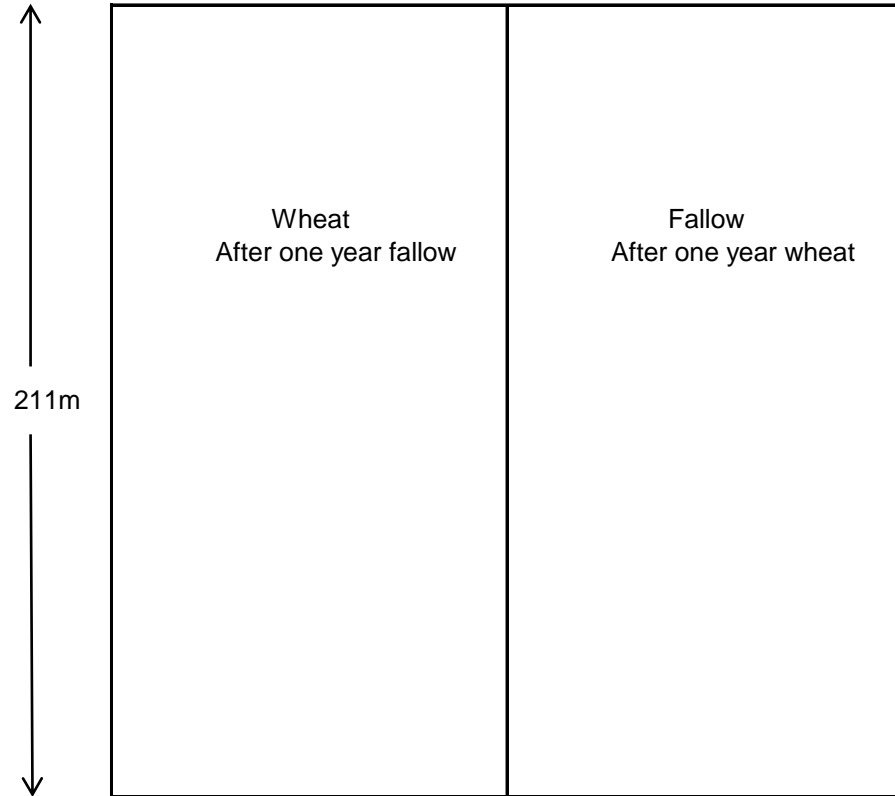 Wheat
After one year fallow
Fallow
After one year wheat
211m